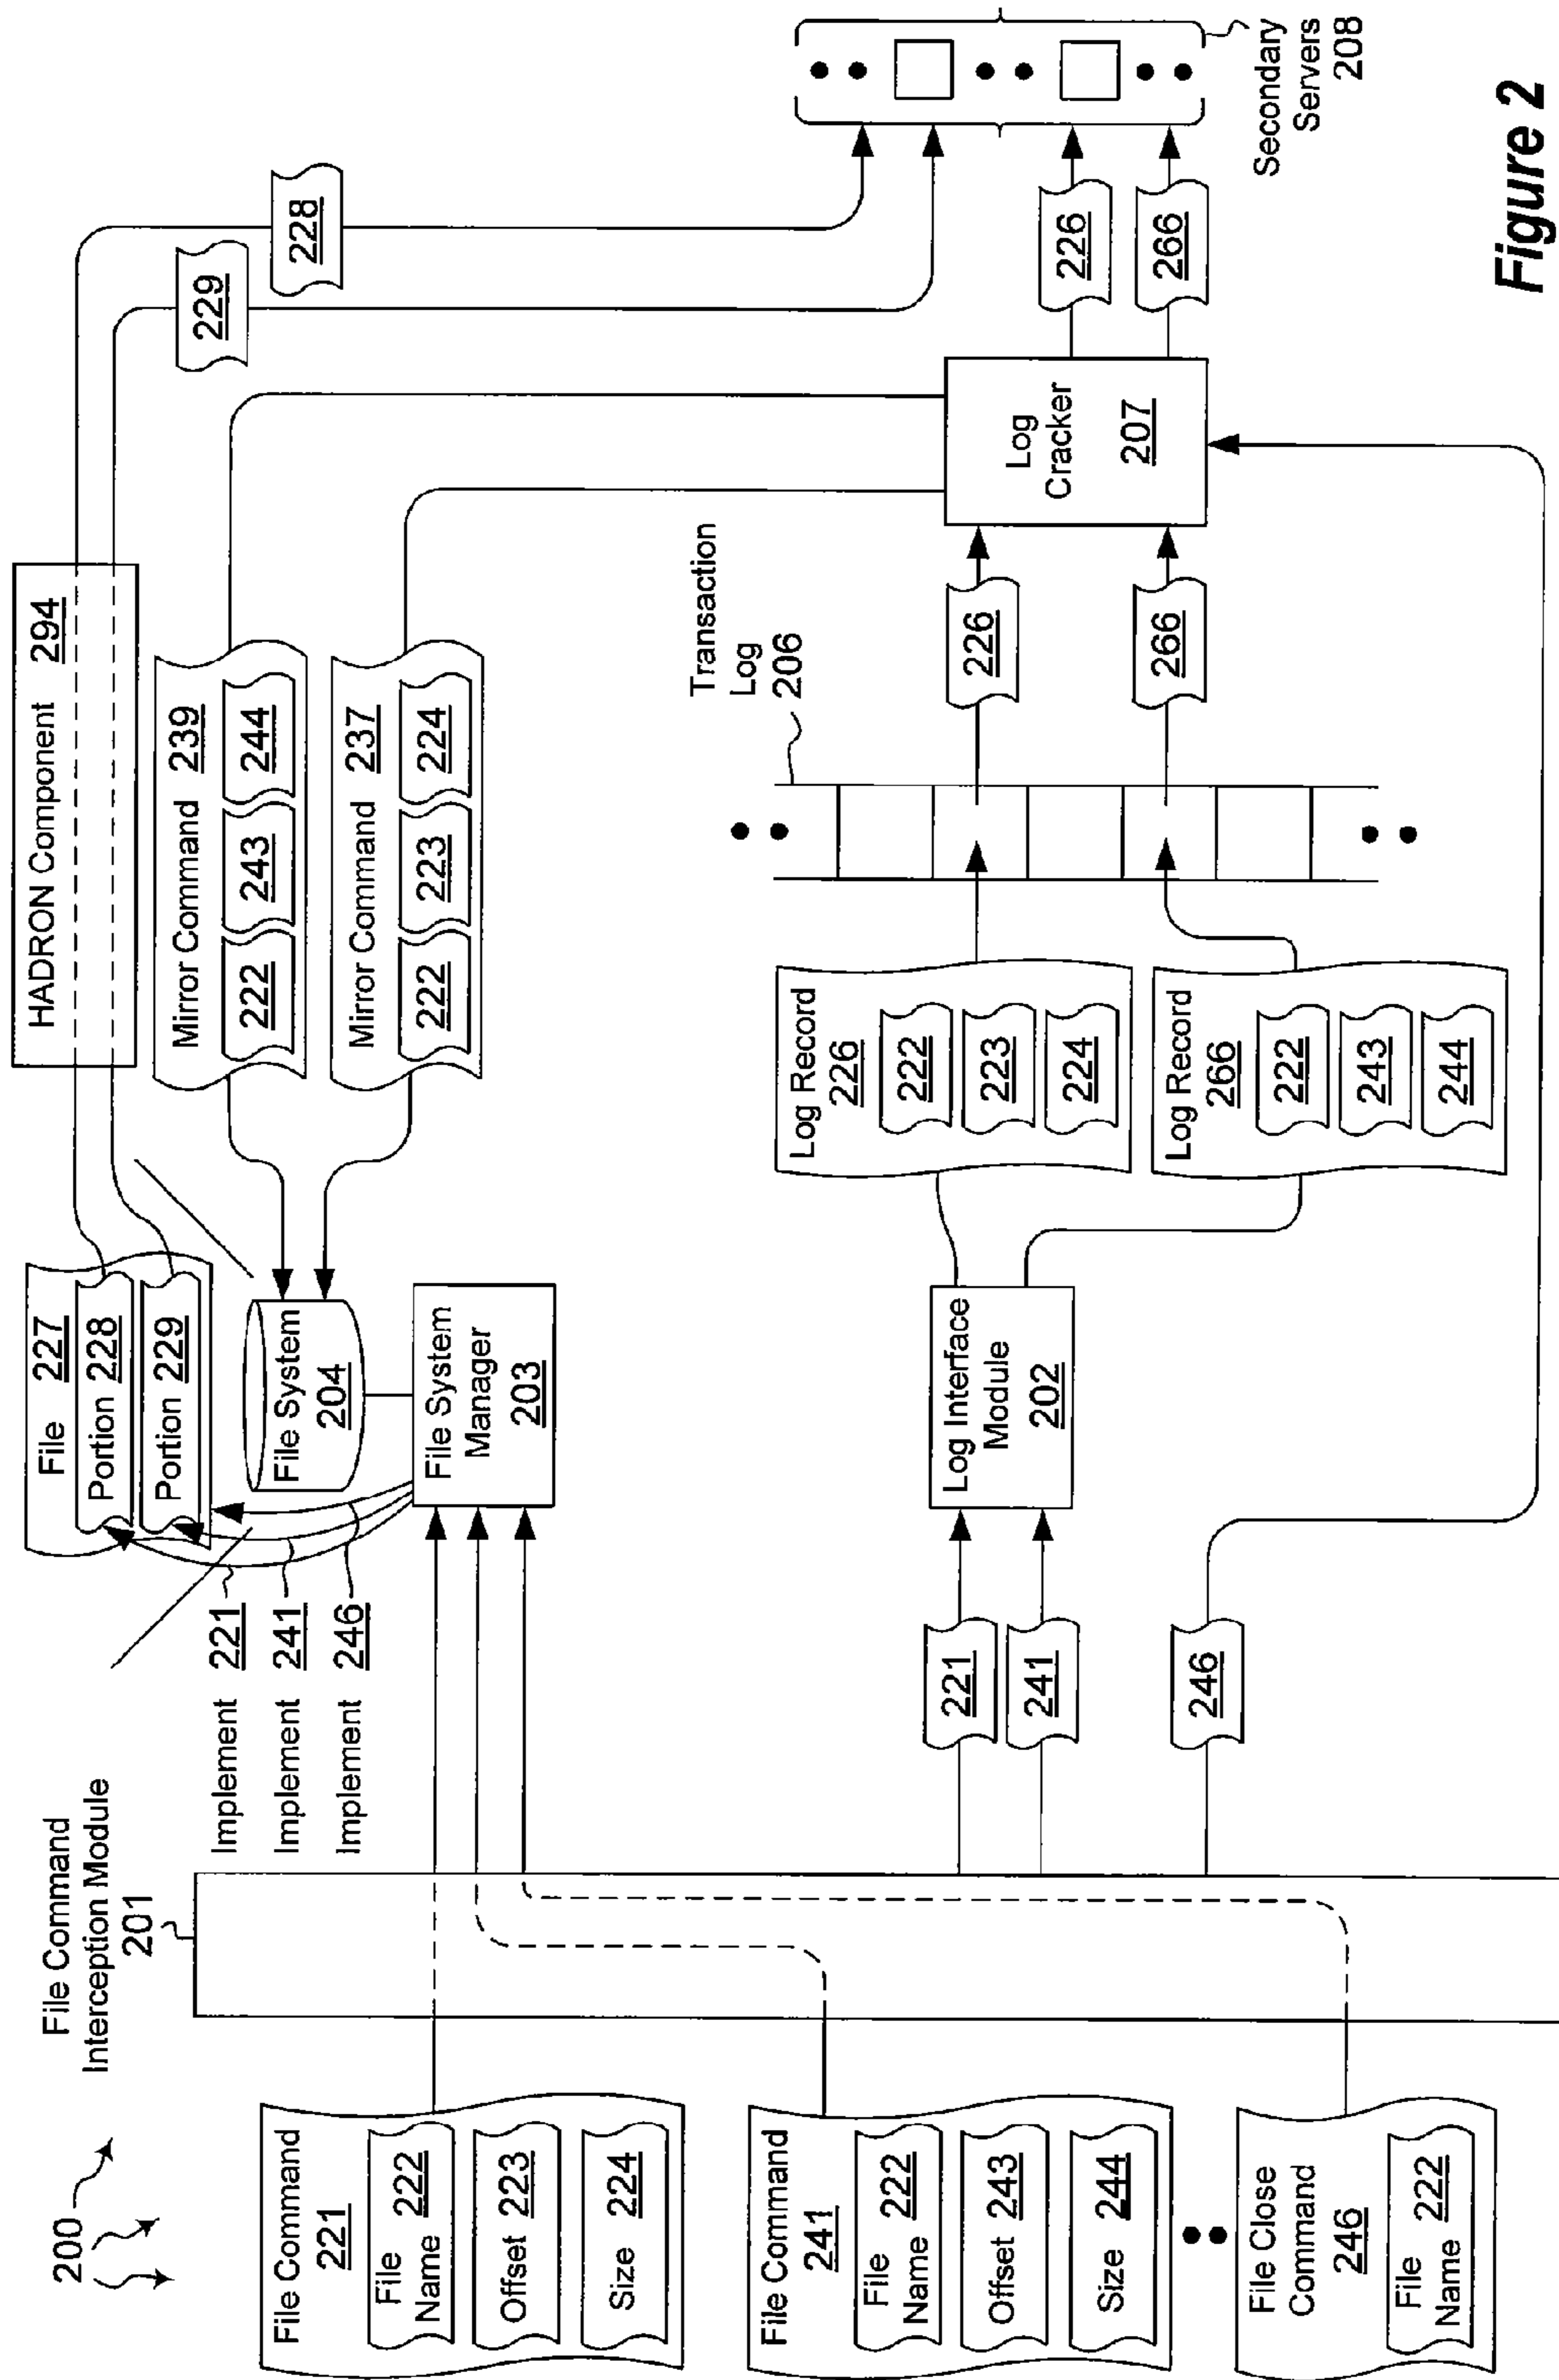 200
File Command
Interception Module
201
File Command
221
File
Name 222
Offset 223
Size 224
File Command
241
File
Name 222
Offset 243
Size 244
File Close
Command
246
File
Name 222
Implement 221
Implement 241
Implement 246
File 227
Portion 228
Portion 229
File System
204
File System
Manager
203
HADRON Component 294
Mirror Command 239
222 243 244
Mirror Command 237
222 223 224
229
228
221
241
246
Log Interface
Module
202
Log Record
226
222
223
224
Log Record
266
222
243
244
Transaction
Log
206
226
266
Log
Cracker
207
226
266
Secondary
Servers
208
Figure 2